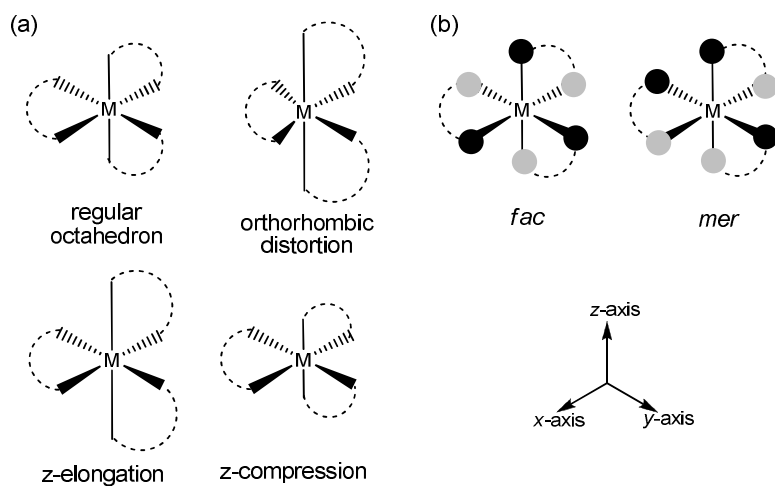 (a)
M
regular
octahedron
M
orthorhombic
distortion
M
z-elongation
M
z-compression
(b)
M
fac
M
mer
z-axis
x-axis
y-axis